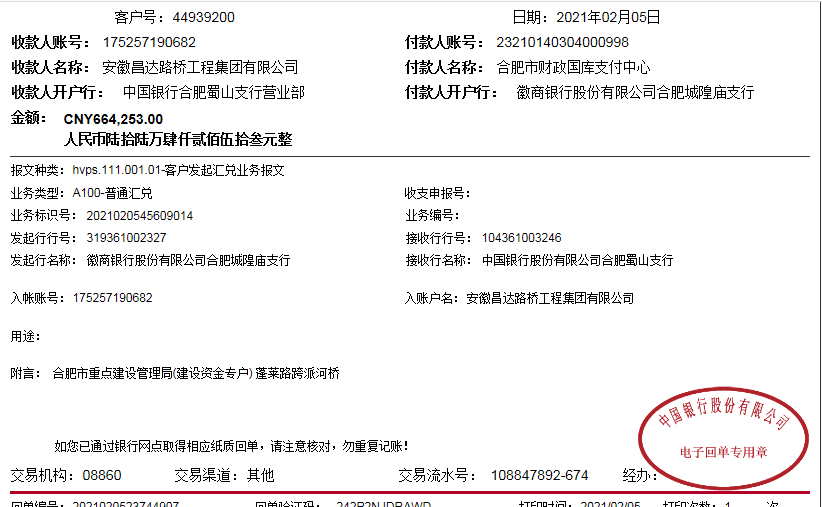 客户号：44939200 日期：2021年02月05日
收款人账号：175257190682 付款人账号：23210140304000998
收款人名称：安徽昌达路桥工程集团有限公司 付款人名称：合肥市财政国库支付中心
收款人开户行：中国银行合肥蜀山支行营业部 付款人开户行：徽商银行股份有限公司合肥城隍庙支行
金额：CNY664,253.00
人民币陆拾陆万肆仟贰佰伍拾叁元整
报文种类：hvps.111.001.01-客户发起汇兑业务报文
业务类型：A100-普通汇兑 收支申报号：
业务标识号：2021020545609014 业务编号：
发起行行号：319361002327 接收行行号：104361003246
发起行名称：徽商银行股份有限公司合肥城隍庙支行 接收行名称：中国银行股份有限公司合肥蜀山支行
入帐账号：175257190682 入账户名：安徽昌达路桥工程集团有限公司
用途：
附言：合肥市重点建设管理局(建设资金专户)蓬莱路跨派河桥
中国银行股份有限公司
电子回单专用章
如您已通过银行网点取得相应纸质回单，请注意核对，勿重复记账！
交易机构：08860 交易渠道：其他 交易流水号：108847892-674 经办：
回单编号：2021020523744907 回单验证码： 打印时间：2021/02/05 打印次数：1 次